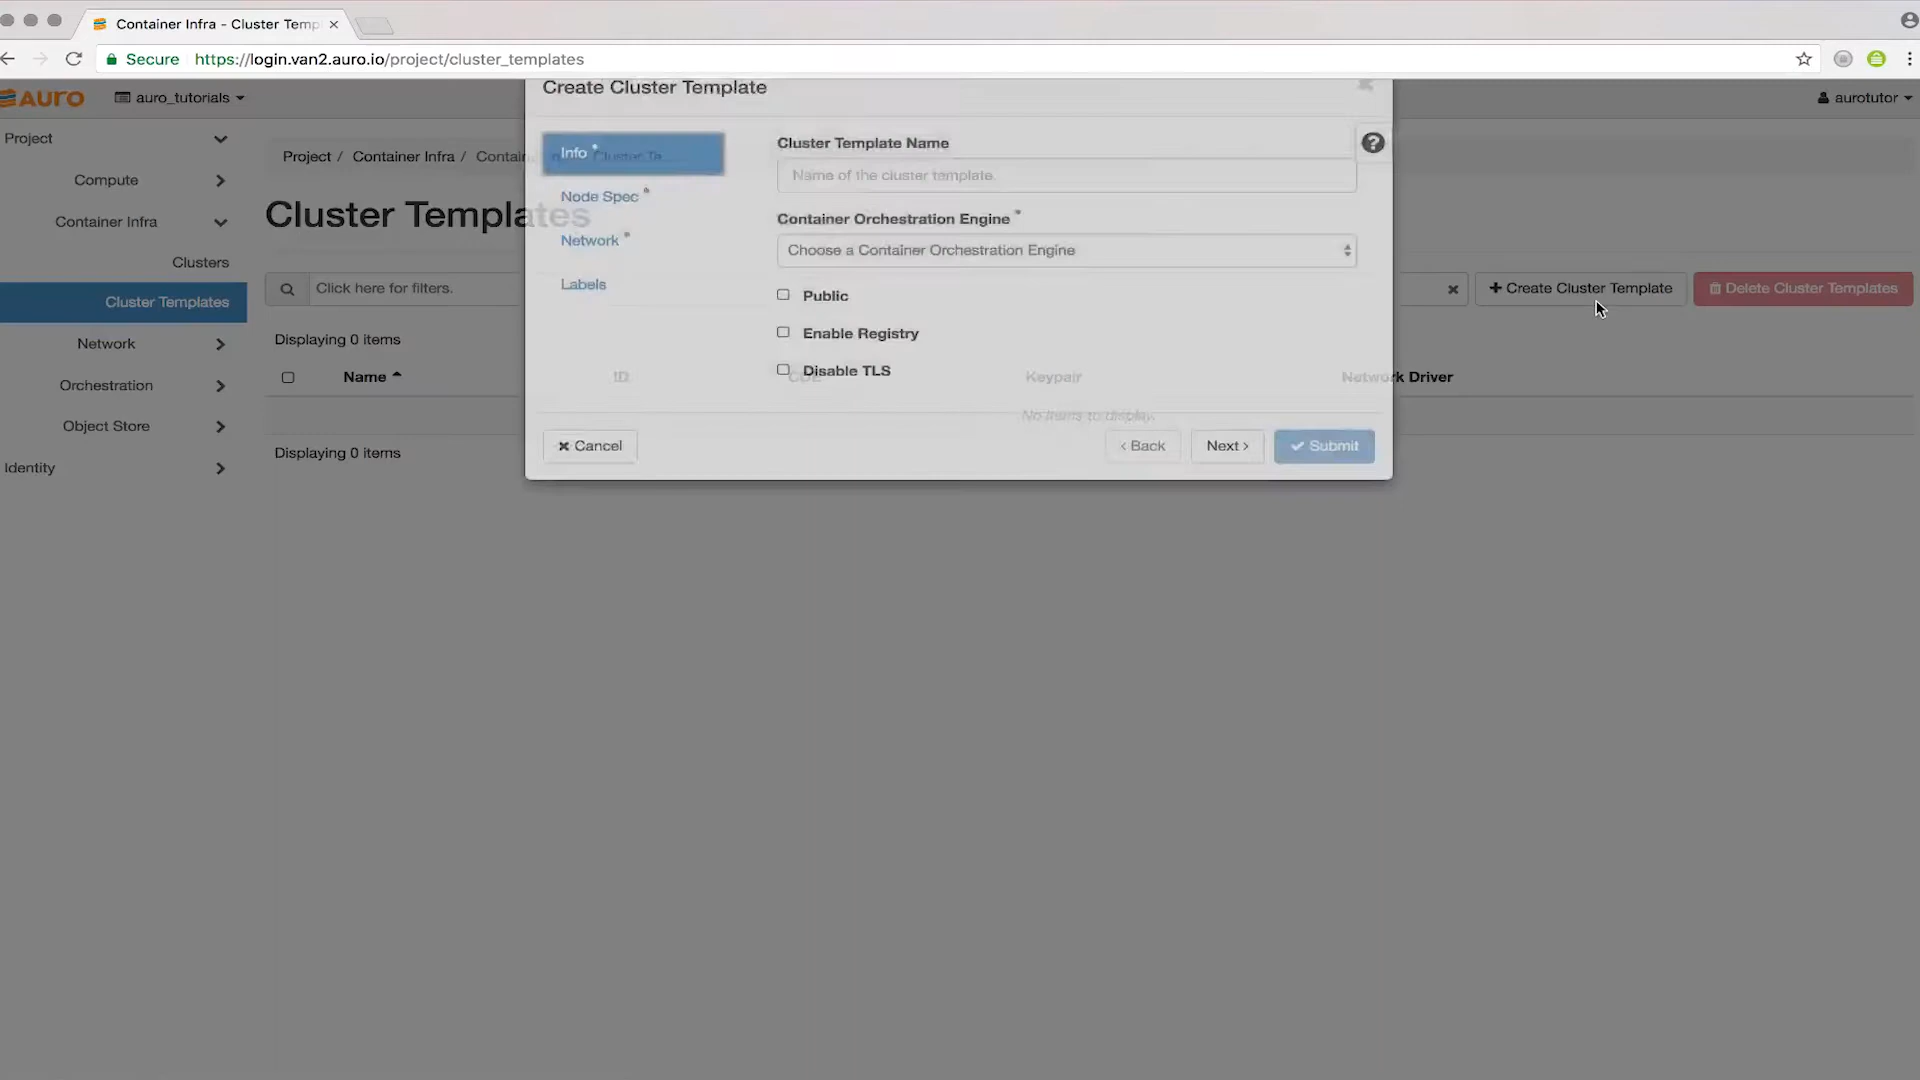 Container Infra - Cluster Temp
Secure https://login.van2.auro.io/project/cluster_templates
AURO auro_tutorials aurotutor
Create Cluster Template
Project
Project / Container Infra / Contain Cluster Te...
Compute
Container Infra
Clusters
Cluster Templates
Network
Orchestration
Object Store
Identity
Cluster Templates
Click here for filters.
+ Create Cluster Template
Delete Cluster Templates
Displaying 0 items
Name ID COE Keypair Network Driver
No items to display.
Displaying 0 items
Info *
Node Spec *
Network *
Labels
Cluster Template Name
Name of the cluster template.
Container Orchestration Engine *
Choose a Container Orchestration Engine
Public
Enable Registry
Disable TLS
Cancel
‹ Back
Next ›
Submit